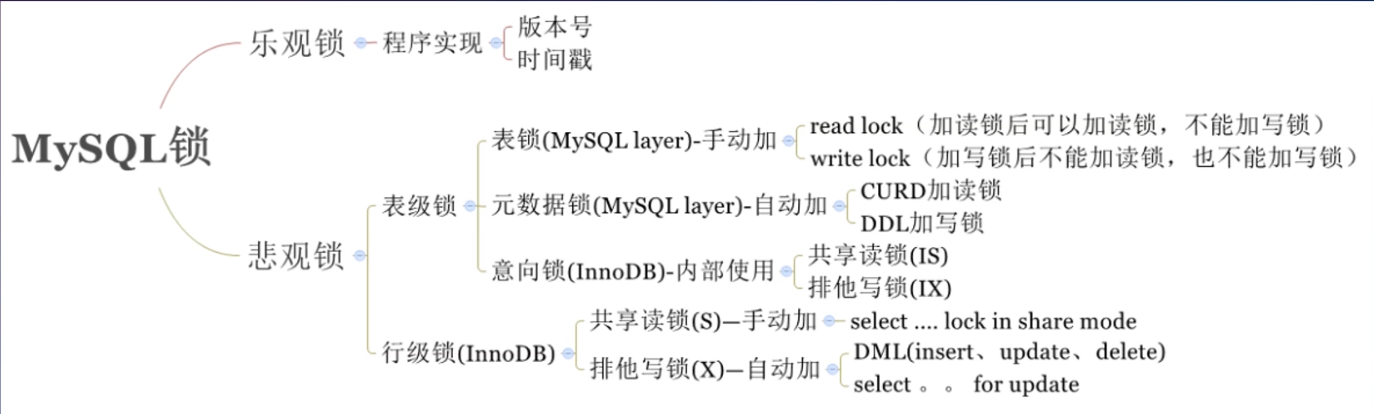 MySQL锁
乐观锁
程序实现
版本号
时间戳
悲观锁
表级锁
表锁(MySQL layer)-手动加
read lock（加读锁后可以加读锁，不能加写锁）
write lock（加写锁后不能加读锁，也不能加写锁）
元数据锁(MySQL layer)-自动加
CURD加读锁
DDL加写锁
意向锁(InnoDB)-内部使用
共享读锁(IS)
排他写锁(IX)
行级锁(InnoDB)
共享读锁(S)—手动加
select .... lock in share mode
排他写锁(X)—自动加
DML(insert、update、delete)
select 。。 for update